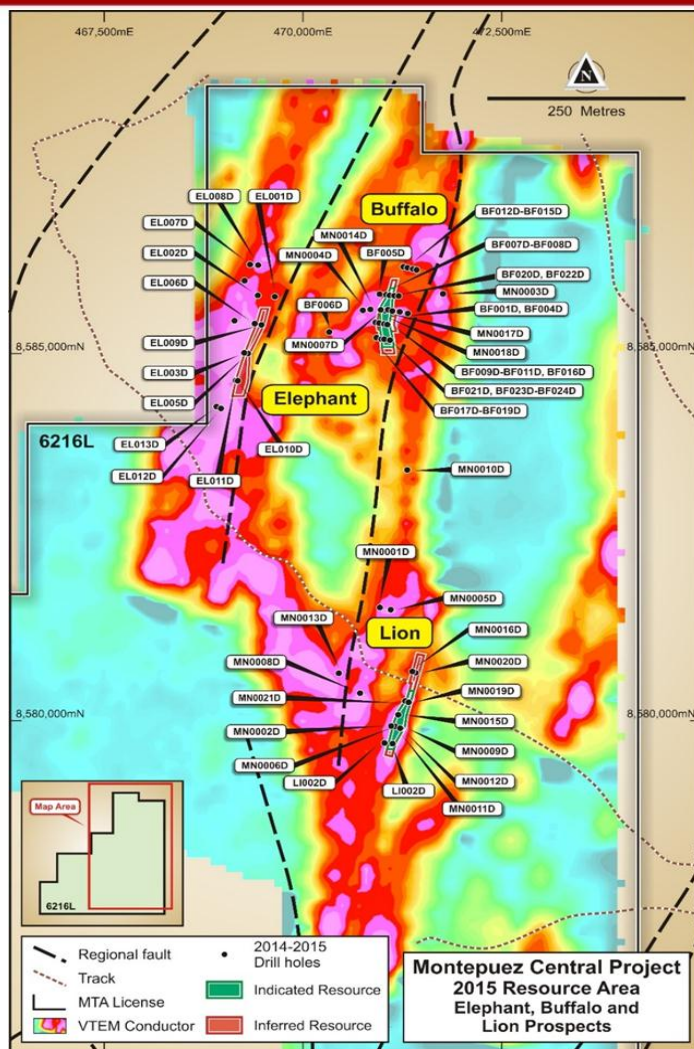 467,500mE
470,000mE
472,500mE
N
250 Metres
EL008D
EL001D
Buffalo
BF012D-BF015D
EL007D
MN0014D
BF005D
BF007D-BF008D
EL002D
MN0004D
BF020D, BF022D
EL006D
MN0003D
BF006D
BF001D, BF004D
EL009D
MN0017D
MN0007D
MN0018D
8,585,000mN
8,585,000mN
EL003D
BF009D-BF011D, BF016D
EL005D
Elephant
BF021D, BF023D-BF024D
BF017D-BF019D
6216L
EL013D
EL010D
EL012D
EL011D
MN0010D
MN0001D
MN0005D
MN0013D
Lion
MN0016D
MN0008D
MN0020D
MN0021D
MN0019D
8,580,000mN
8,580,000mN
MN0002D
MN0015D
MN0006D
MN0009D
LI002D
LI002D
MN0012D
MN0011D
Map Area
6216L
Regional fault
Track
MTA License
VTEM Conductor
2014-2015
Drill holes
Indicated Resource
Inferred Resource
Montepuez Central Project
2015 Resource Area
Elephant, Buffalo and
Lion Prospects